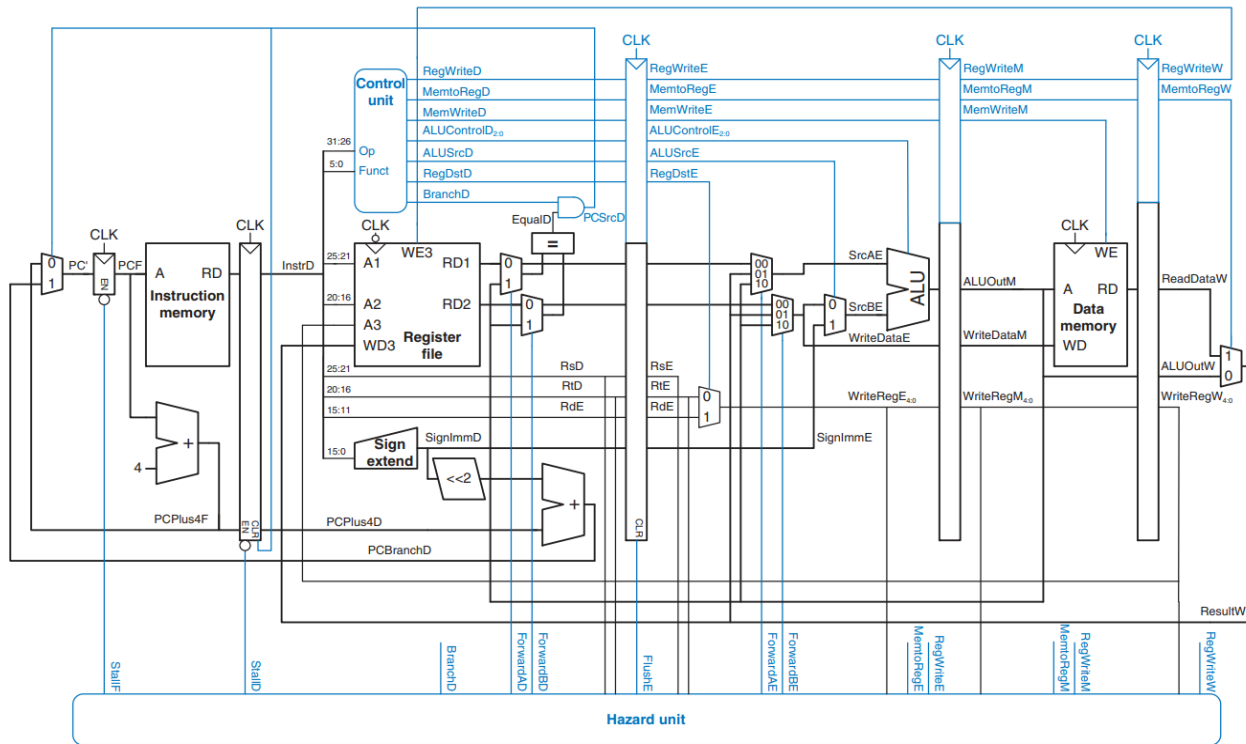 CLK CLK CLK
RegWriteD RegWriteE RegWriteM RegWriteW
Control unit
MemtoRegD MemtoRegE MemtoRegM MemtoRegW
MemWriteD MemWriteE MemWriteM
ALUControlD2:0 ALUControlE2:0
31:26 Op ALUSrcD ALUSrcE
5:0 Funct RegDstD RegDstE
BranchD
EqualD PCSrcD
CLK CLK CLK CLK
WE3 = WE
0 1 PC' PCF EN
A RD
Instruction memory
InstrD
25:21 A1 RD1 0 1
20:16 A2 RD2 0 1
A3
WD3
Register file
00 01 10
00 01 10
0 1
SrcAE
SrcBE
ALU
ALUOutM
WriteDataE WriteDataM
A RD
Data memory
WD
ReadDataW
1 0
ALUOutW
25:21 RsD RsE
20:16 RtD RtE 0
15:11 RdD RdE 1
WriteRegE4:0 WriteRegM4:0 WriteRegW4:0
15:0 Sign extend SignImmD SignImmE
+
4
<<2
+
PCPlus4F EN CLR PCPlus4D CLR
PCBranchD
ResultW
StallF StallD BranchD ForwardAD ForwardBD FlushE ForwardAE ForwardBE MemtoRegE RegWriteE MemtoRegM RegWriteM RegWriteW
Hazard unit